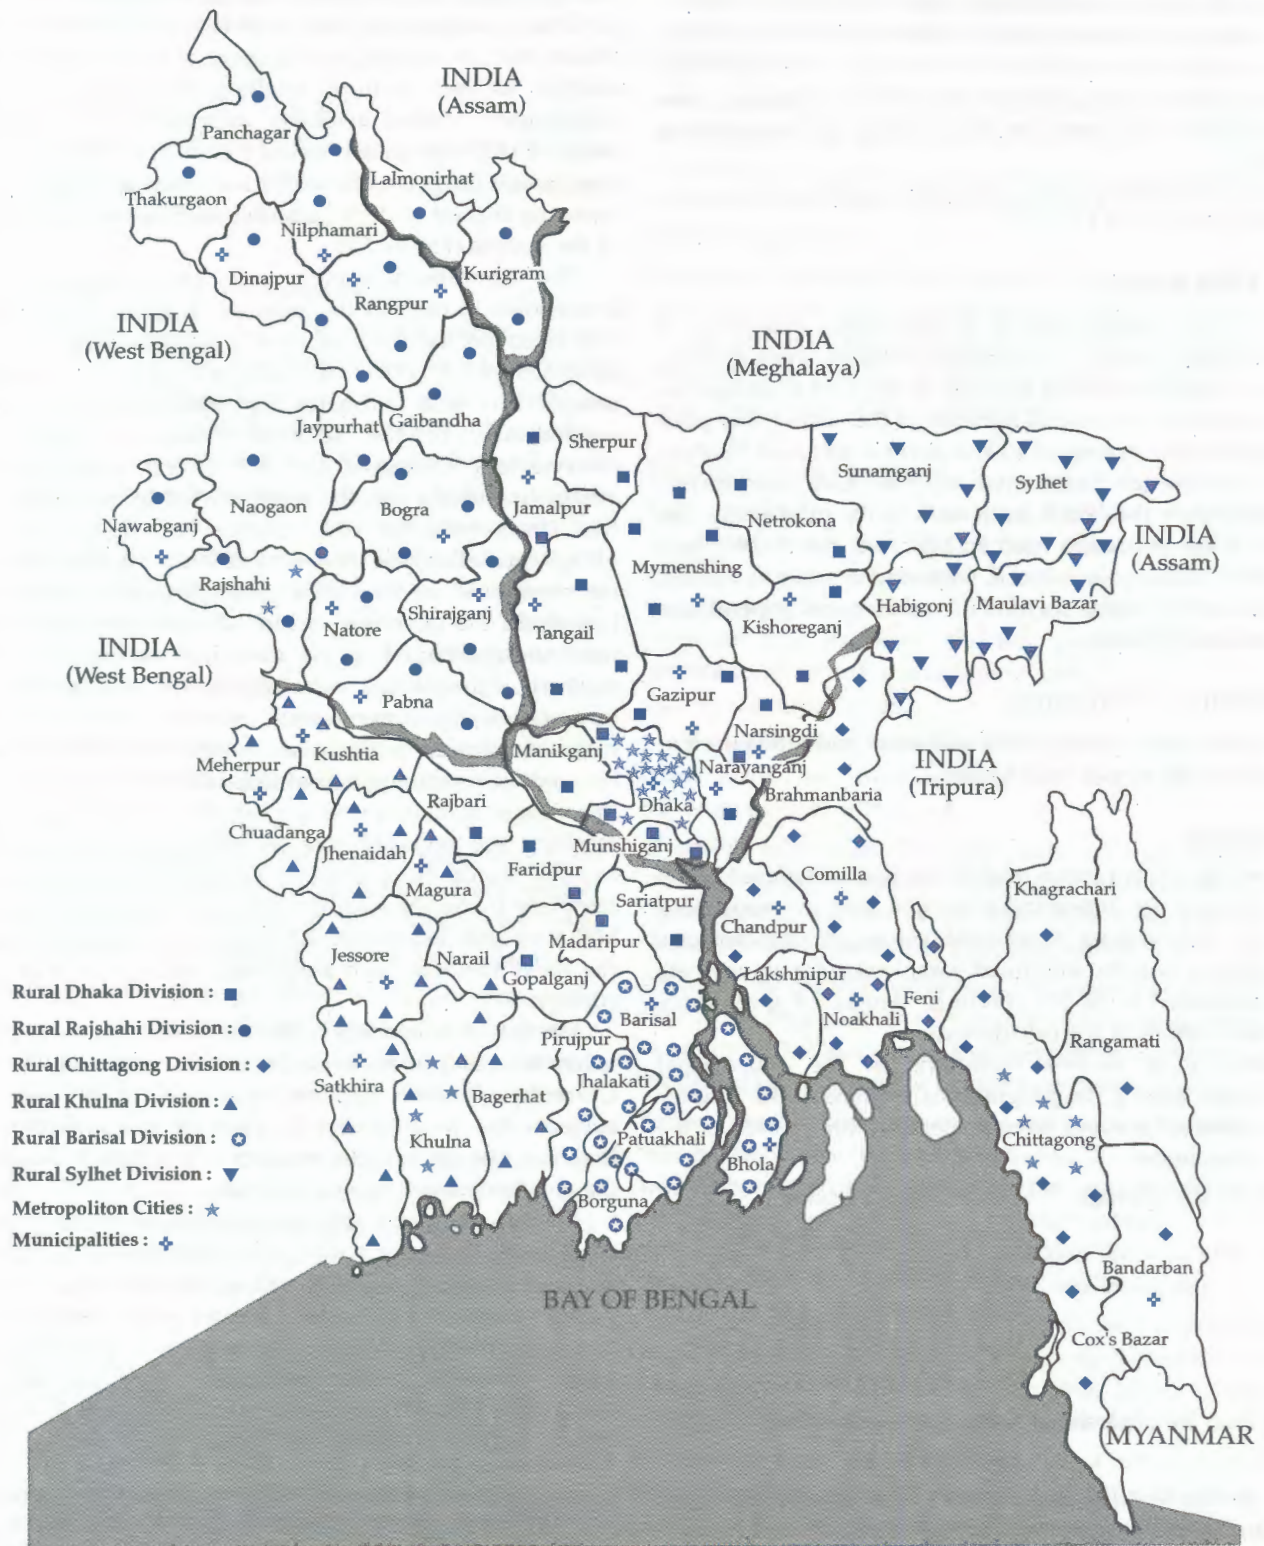 INDIA
(Assam)
Panchagar
Lalmonirhat
Thakurgaon
Nilphamari
Dinajpur
Kurigram
Rangpur
INDIA
(West Bengal)
INDIA
(Meghalaya)
Jaypurhat
Gaibandha
Sherpur
Sunamganj
Sylhet
Naogaon
Bogra
Jamalpur
Netrokona
Nawabganj
INDIA
(Assam)
Mymenshing
Rajshahi
Shirajganj
Habigonj
Maulavi Bazar
Natore
Tangail
Kishoreganj
INDIA
(West Bengal)
Pabna
Gazipur
Narsingdi
Kushtia
Manikganj
Meherpur
Narayanganj
INDIA
(Tripura)
Brahmanbaria
Rajbari
Dhaka
Chuadanga
Jhenaidah
Munshiganj
Magura
Faridpur
Comilla
Khagrachari
Sariatpur
Chandpur
Jessore
Narail
Madaripur
Gopalganj
Lakshmipur
Feni
Noakhali
Rural Dhaka Division :
Rural Rajshahi Division :
Rural Chittagong Division :
Rural Khulna Division :
Rural Barisal Division :
Rural Sylhet Division :
Metropoliton Cities :
Municipalities :
Barisal
Pirujpur
Rangamati
Satkhira
Jhalakati
Bagerhat
Khulna
Patuakhali
Chittagong
Bhola
Borguna
Bandarban
BAY OF BENGAL
Cox's Bazar
MYANMAR